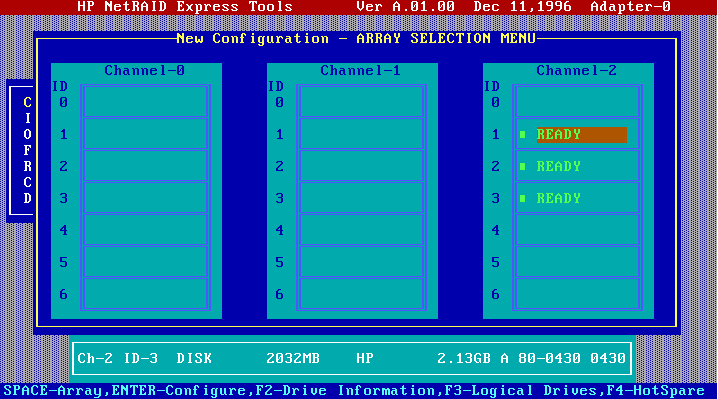 HP NetRAID Express Tools Ver A.01.00 Dec 11,1996 Adapter-0
New Configuration - ARRAY SELECTION MENU
Channel-0 Channel-1 Channel-2
ID ID ID
0 0 0
C
I
1 1 1 READY
O
F
2 2 2 READY
R
C
3 3 3 READY
D
4 4 4
5 5 5
6 6 6
Ch-2 ID-3 DISK 2032MB HP 2.13GB A 80-0430 0430
SPACE-Array,ENTER-Configure,F2-Drive Information,F3-Logical Drives,F4-HotSpare